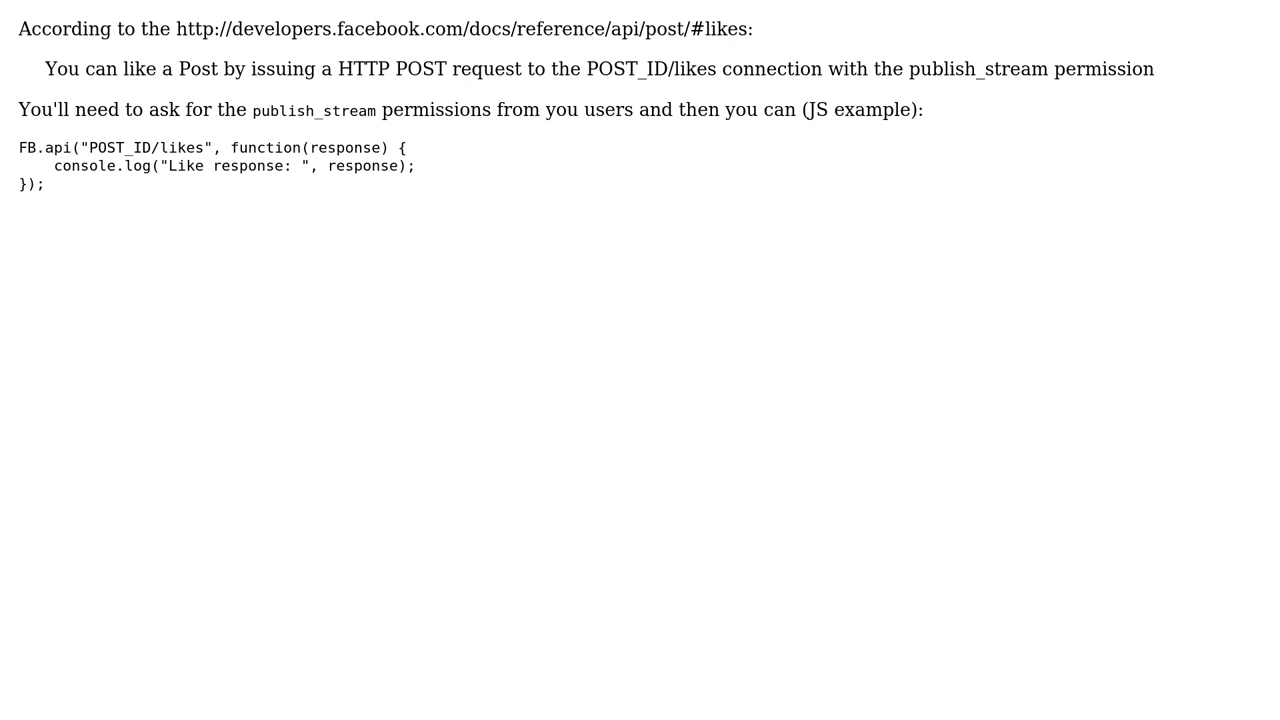 According to the http://developers.facebook.com/docs/reference/api/post/#likes:
You can like a Post by issuing a HTTP POST request to the POST_ID/likes connection with the publish_stream permission
You'll need to ask for the publish_stream permissions from you users and then you can (JS example):
FB.api("POST_ID/likes", function(response) {
    console.log("Like response: ", response);
});